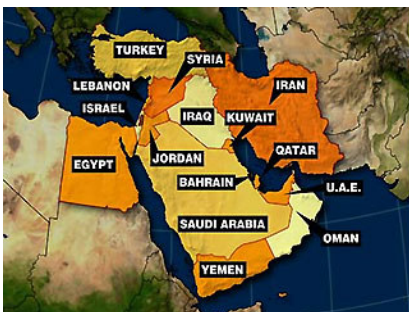 TURKEY
SYRIA
LEBANON
IRAN
ISRAEL
IRAQ
KUWAIT
QATAR
EGYPT
JORDAN
BAHRAIN
U.A.E.
SAUDI ARABIA
OMAN
YEMEN